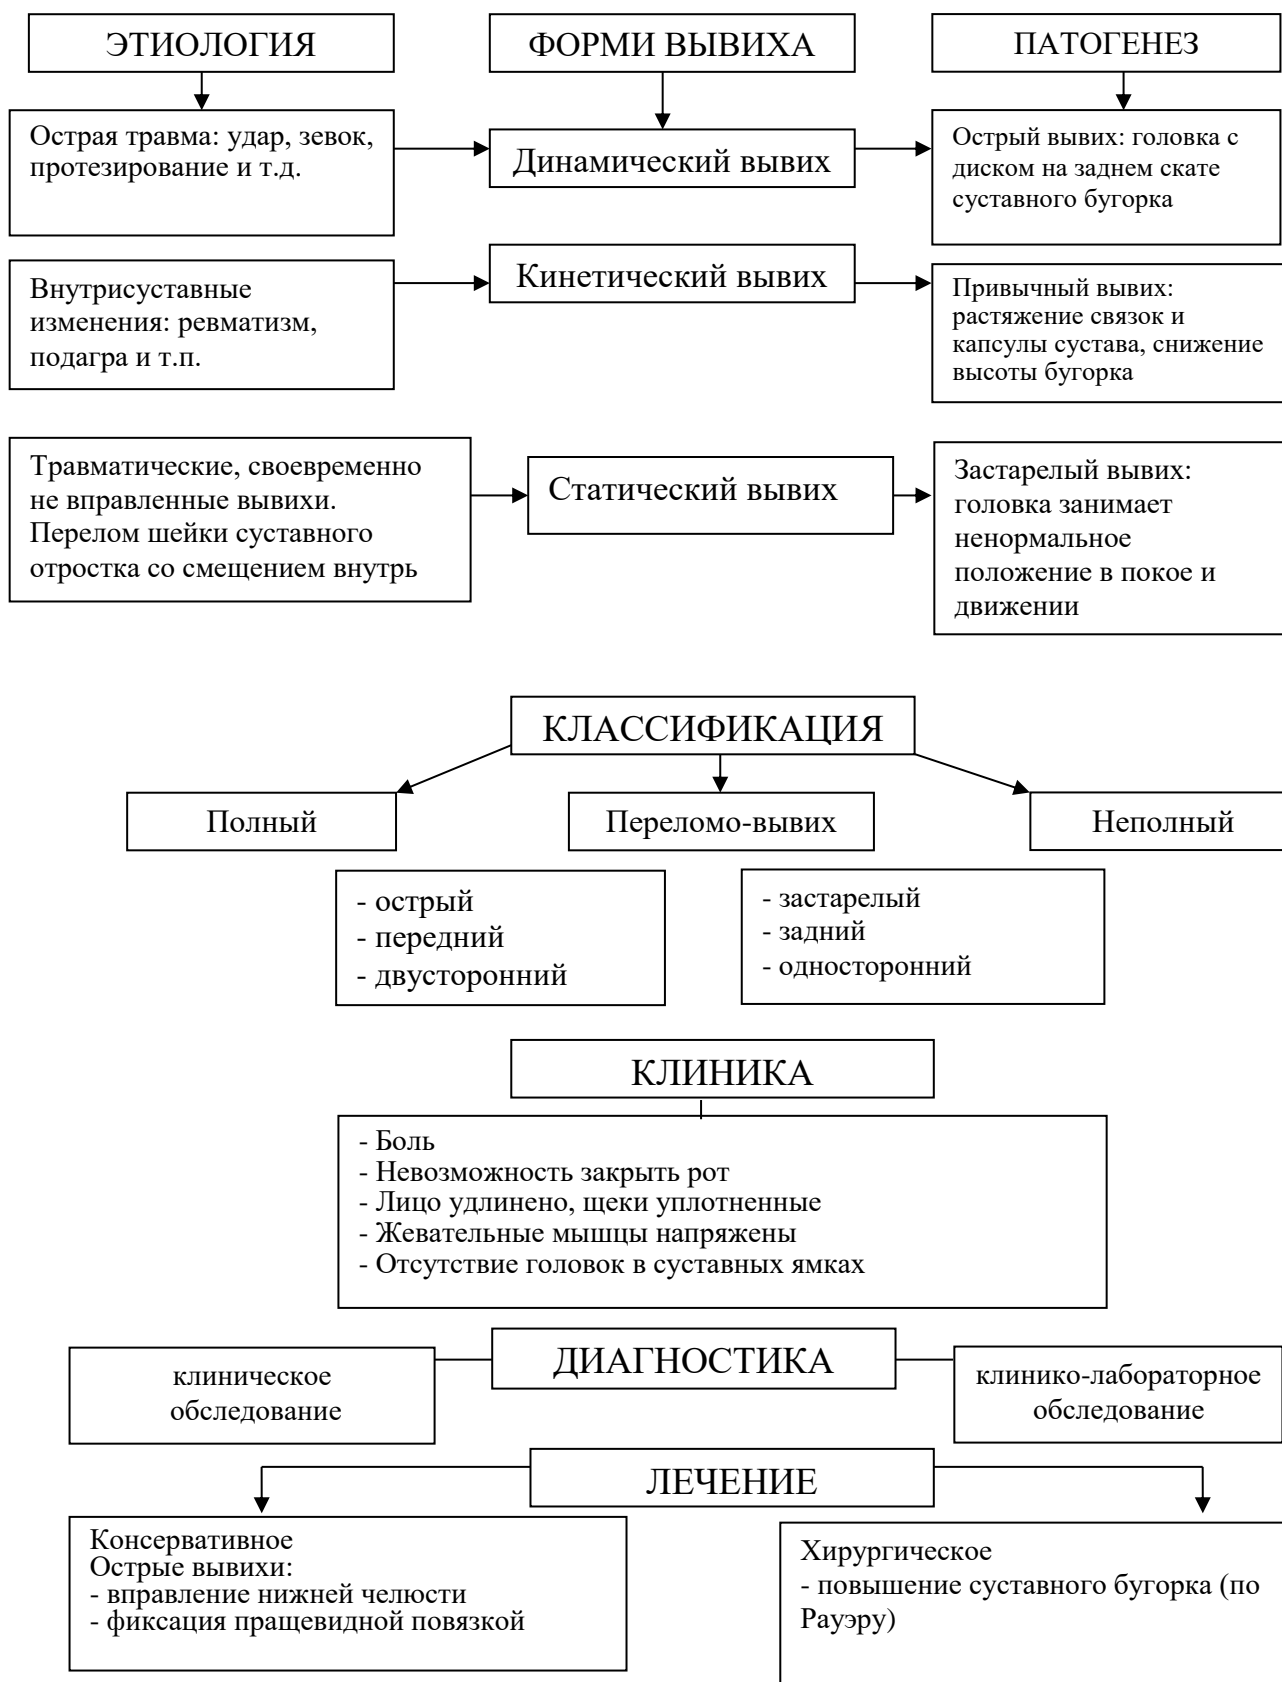 ЭТИОЛОГИЯ
ФОРМИ ВЫВИХА
ПАТОГЕНЕЗ
Острая травма: удар, зевок,
протезирование и т.д.
Динамический вывих
Острый вывих: головка с
диском на заднем скате
суставного бугорка
Внутрисуставные
изменения: ревматизм,
подагра и т.п.
Кинетический вывих
Привычный вывих:
растяжение связок и
капсулы сустава, снижение
высоты бугорка
Травматические, своевременно
не вправленные вывихи.
Перелом шейки суставного
отростка со смещением внутрь
Статический вывих
Застарелый вывих:
головка занимает
ненормальное
положение в покое и
движении
КЛАССИФИКАЦИЯ
Полный
Переломо-вывих
Неполный
- острый
- передний
- двусторонний
- застарелый
- задний
- односторонний
КЛИНИКА
- Боль
- Невозможность закрыть рот
- Лицо удлинено, щеки уплотненные
- Жевательные мышцы напряжены
- Отсутствие головок в суставных ямках
ДИАГНОСТИКА
клиническое
обследование
клинико-лабораторное
обследование
ЛЕЧЕНИЕ
Консервативное
Острые вывихи:
- вправление нижней челюсти
- фиксация пращевидной повязкой
Хирургическое
- повышение суставного бугорка (по
Рауэру)